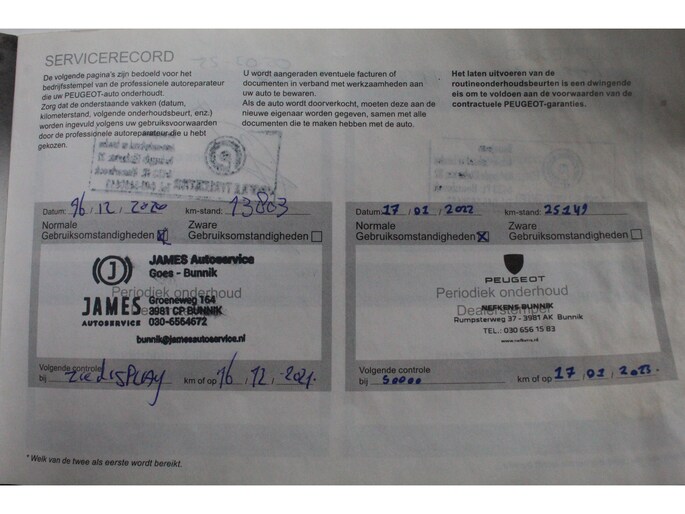 SERVICERECORD
De volgende pagina's zijn bedoeld voor het
bedrijfsstempel van de professionele autoreparateur
die uw PEUGEOT-auto onderhoudt.
Zorg dat de onderstaande vakken (datum,
kilometerstand, volgende onderhoudsbeurt, enz.)
worden ingevuld volgens uw gebruiksvoorwaarden
door de professionele autoreparateur die u hebt
gekozen.
U wordt aangeraden eventuele facturen of
documenten in verband met werkzaamheden aan
uw auto te bewaren.
Als de auto wordt doorverkocht, moeten deze aan de
nieuwe eigenaar worden gegeven, samen met alle
documenten die te maken hebben met de auto.
Het laten uitvoeren van de
routineonderhoudsbeurten is een dwingende
eis om te voldoen aan de voorwaarden van de
contractuele PEUGEOT-garanties.
Datum: 16 / 12 / 2020 km-stand: 13803
Normale
Gebruiksomstandigheden
Zware
Gebruiksomstandigheden
JAMES Autoservice
Goes - Bunnik
Periodiek onderhoud
JAMES
AUTOSERVICE
Groeneweg 164
3981 CP BUNNIK
030-6564672
bunnik@jamesautoservice.nl
Volgende controle
bij zie DISPLAY km of op 16 / 12 / 2021.
Datum: 17 / 01 / 2022 km-stand: 25149
Normale
Gebruiksomstandigheden
Zware
Gebruiksomstandigheden
PEUGEOT
Periodiek onderhoud
NEFKENS BUNNIK
Dealerstempel
Rumpsterweg 37 - 3981 AK Bunnik
TEL.: 030 656 15 83
www.nefkens.nl
Volgende controle
bij 50000 km of op 17 / 01 / 2023.
* Welk van de twee als eerste wordt bereikt.